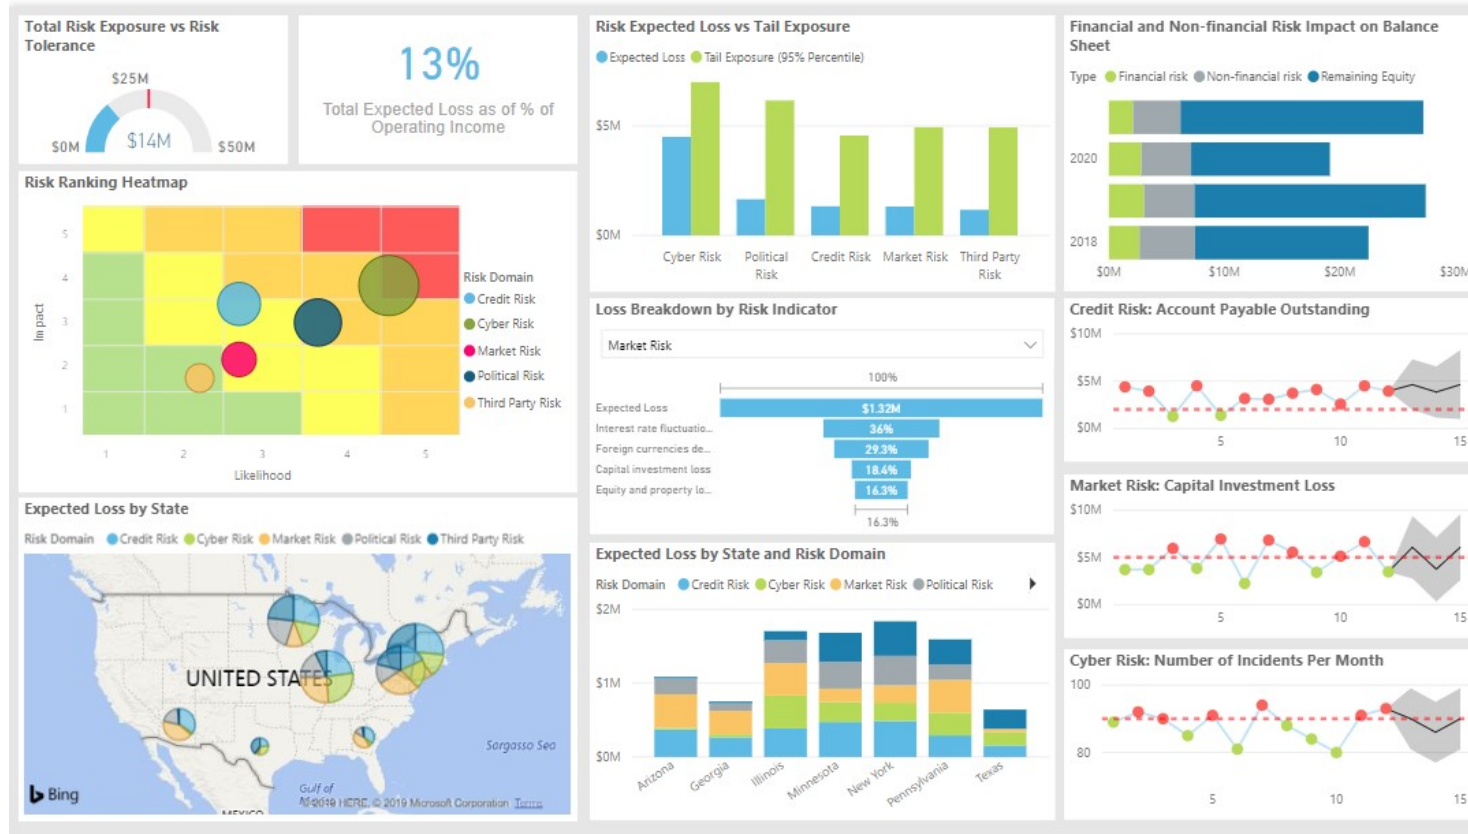 Total Risk Exposure vs Risk
Tolerance
$25M
$0M
$14M
$50M
13%
Total Expected Loss as of % of
Operating Income
Risk Ranking Heatmap
5
4
3
2
1
Impact
1 2 3 4 5
Likelihood
Risk Domain
Credit Risk
Cyber Risk
Market Risk
Political Risk
Third Party Risk
Expected Loss by State
Risk Domain Credit Risk Cyber Risk Market Risk Political Risk Third Party Risk
UNITED STATES
Sargasso Sea
Gulf of
Bing
© 2019 HERE, © 2019 Microsoft Corporation Terms
MEXICO
Risk Expected Loss vs Tail Exposure
Expected Loss Tail Exposure (95% Percentile)
$5M
$0M
Cyber Risk Political Risk Credit Risk Market Risk Third Party Risk
Loss Breakdown by Risk Indicator
Market Risk
100%
Expected Loss $1.32M
Interest rate fluctuatio... 36%
Foreign currencies de... 29.3%
Capital investment loss 18.4%
Equity and property lo... 16.3%
16.3%
Expected Loss by State and Risk Domain
Risk Domain Credit Risk Cyber Risk Market Risk Political Risk
$2M
$1M
$0M
Arizona Georgia Illinois Minnesota New York Pennsylvania Texas
Financial and Non-financial Risk Impact on Balance
Sheet
Type Financial risk Non-financial risk Remaining Equity
2020
2018
$0M $10M $20M $30M
Credit Risk: Account Payable Outstanding
$10M
$5M
$0M
5 10 15
Market Risk: Capital Investment Loss
$10M
$5M
$0M
5 10 15
Cyber Risk: Number of Incidents Per Month
100
80
5 10 15